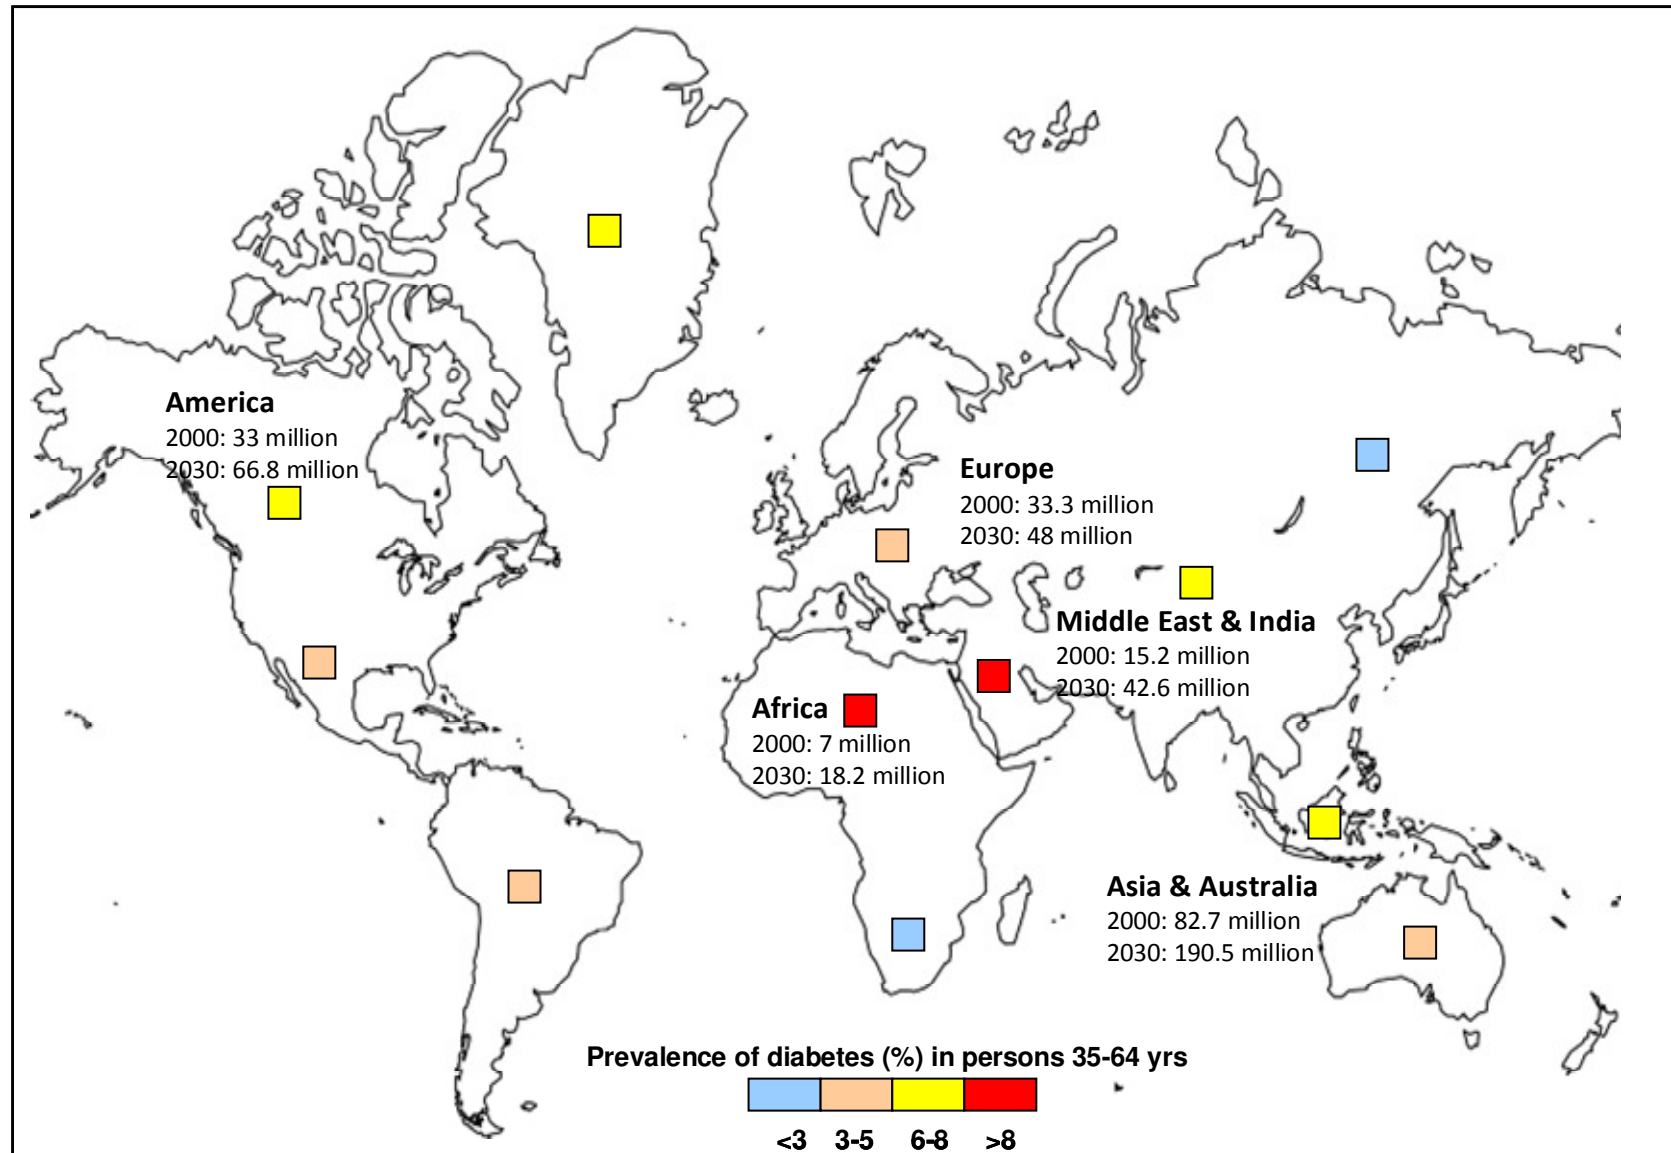 America
2000: 33 million
2030: 66.8 million
Europe
2000: 33.3 million
2030: 48 million
Middle East & India
2000: 15.2 million
2030: 42.6 million
Africa
2000: 7 million
2030: 18.2 million
Asia & Australia
2000: 82.7 million
2030: 190.5 million
Prevalence of diabetes (%) in persons 35-64 yrs
<3 3-5 6-8 >8